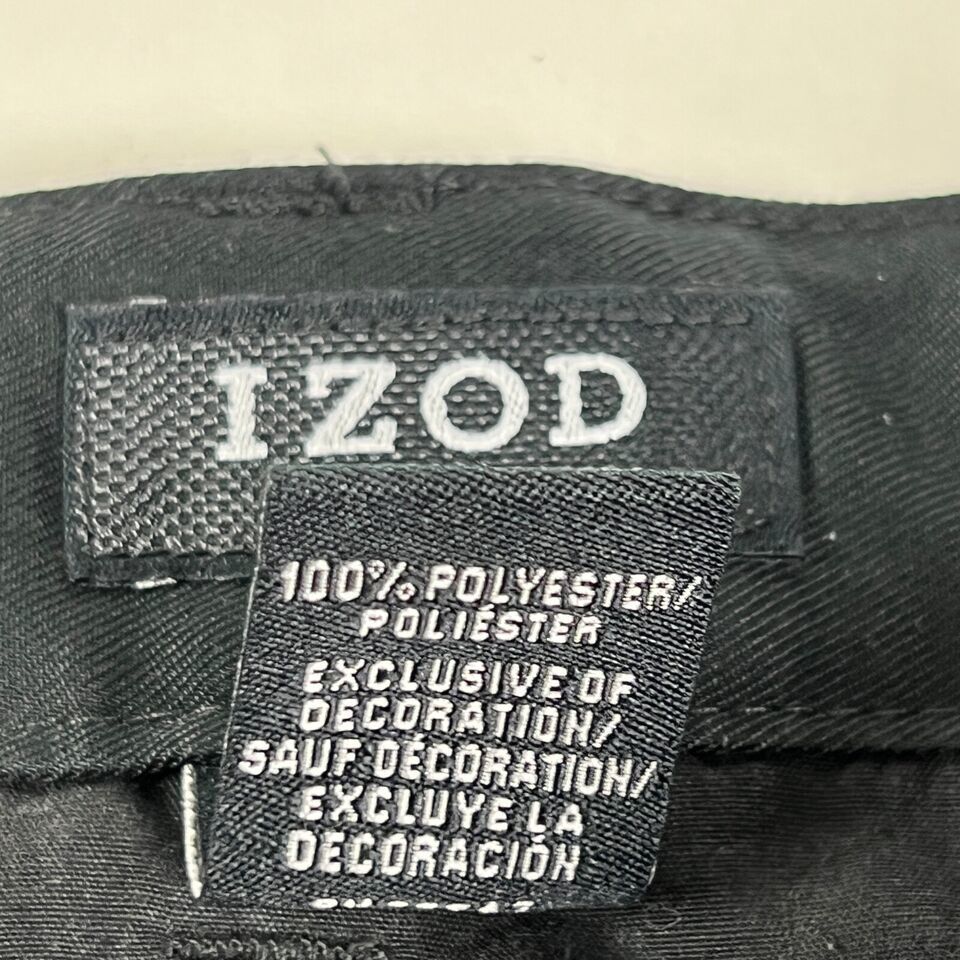 IZOD
100% POLYESTER/
POLIÉSTER
EXCLUSIVE OF
DECORATION/
SAUF DÉCORATION/
EXCLUYE LA
DECORACIÓN